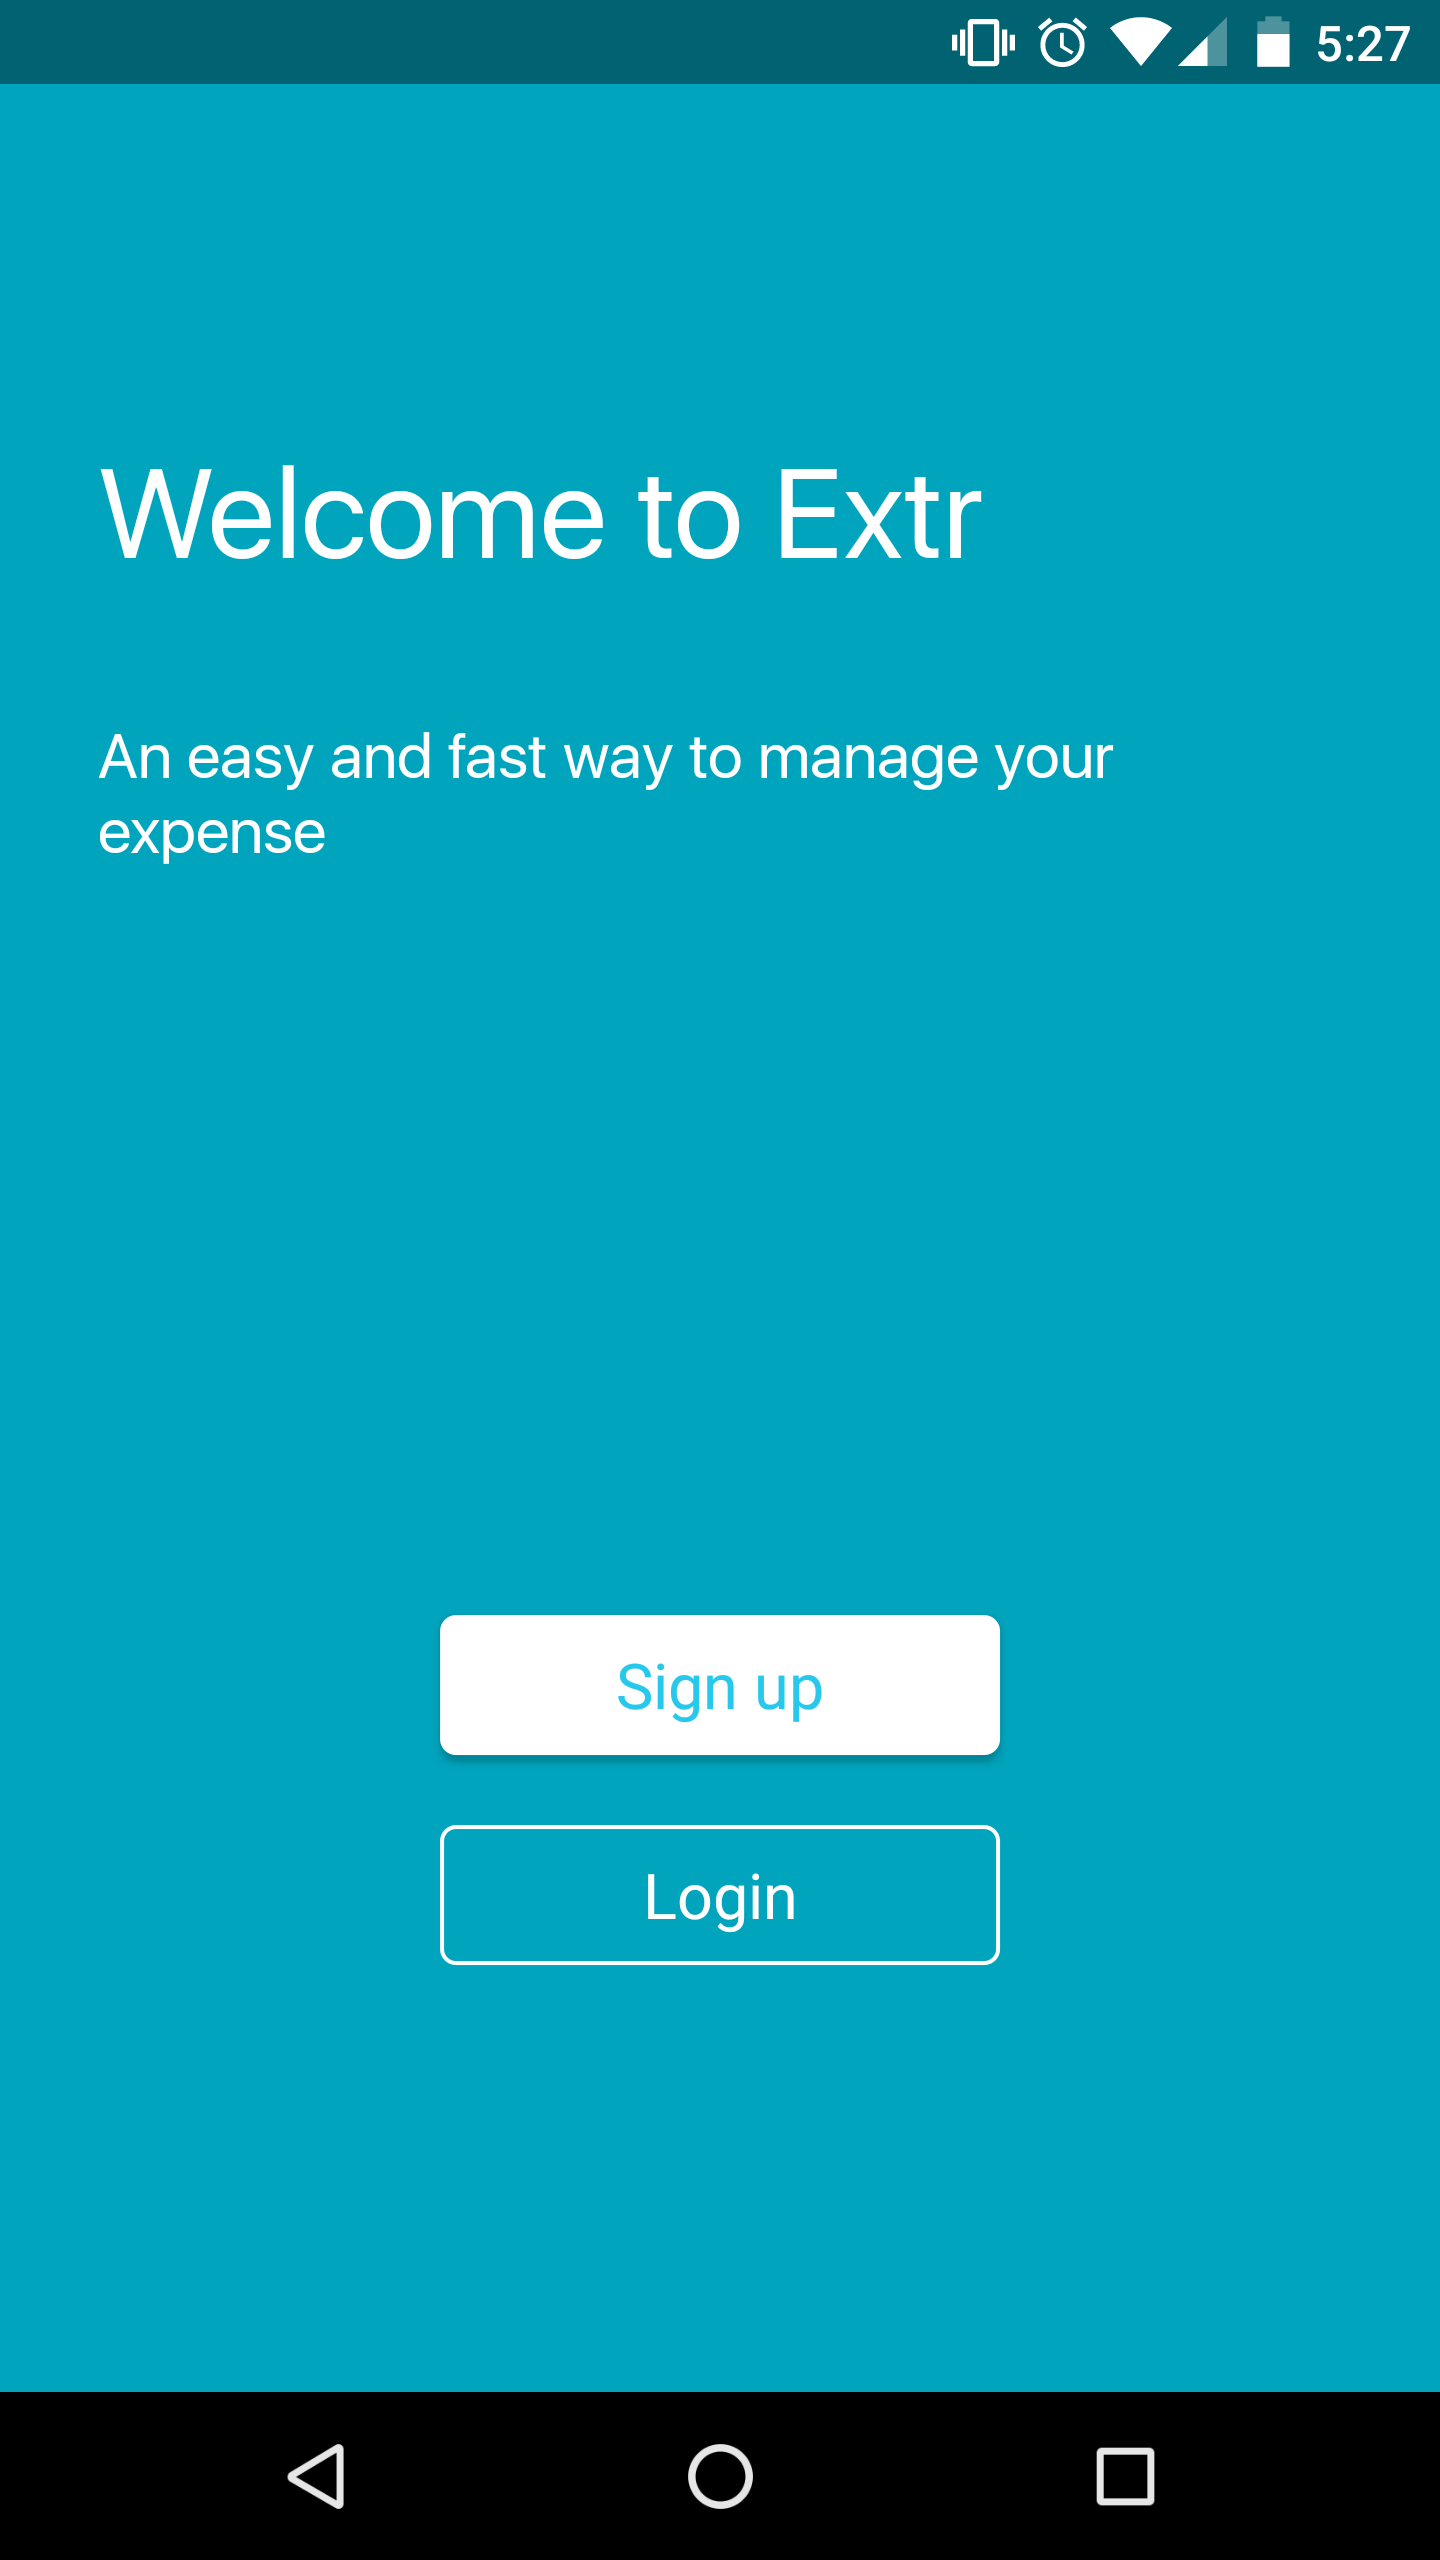 5:27
Welcome to Extr
An easy and fast way to manage your
expense
Sign up
Login